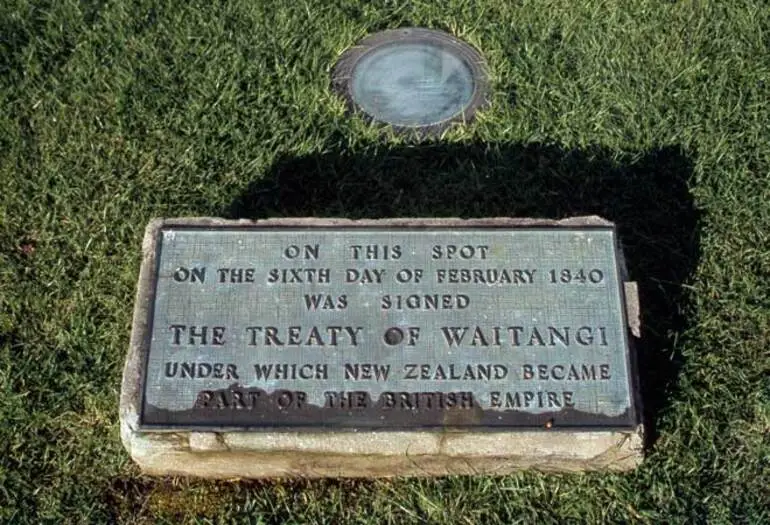 ON THIS SPOT
ON THE SIXTH DAY OF FEBRUARY 1840
WAS SIGNED
THE TREATY OF WAITANGI
UNDER WHICH NEW ZEALAND BECAME
PART OF THE BRITISH EMPIRE